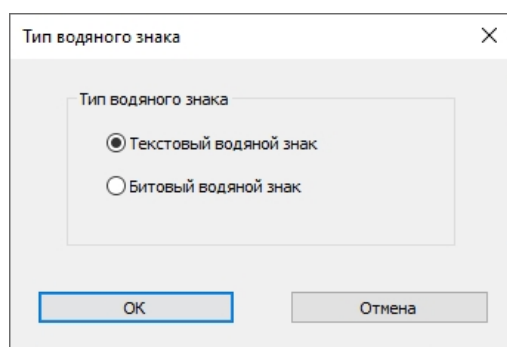 Тип водяного знака
Тип водяного знака
Текстовый водяной знак
Битовый водяной знак
OK
Отмена